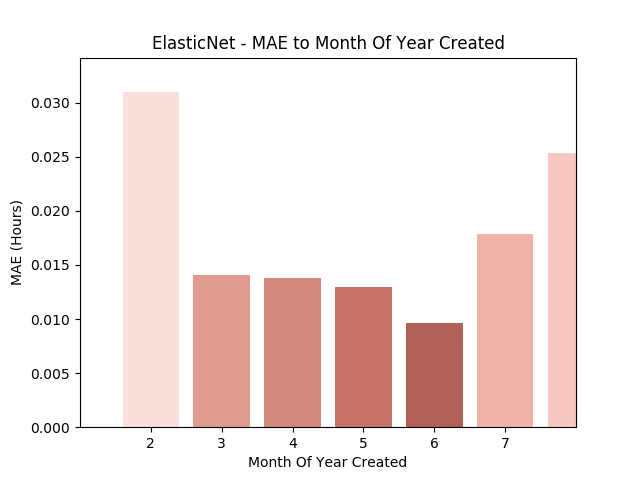 ElasticNet - MAE to Month Of Year Created
MAE (Hours)
0.030
0.025
0.020
0.015
0.010
0.005
0.000
2 3 4 5 6 7
Month Of Year Created